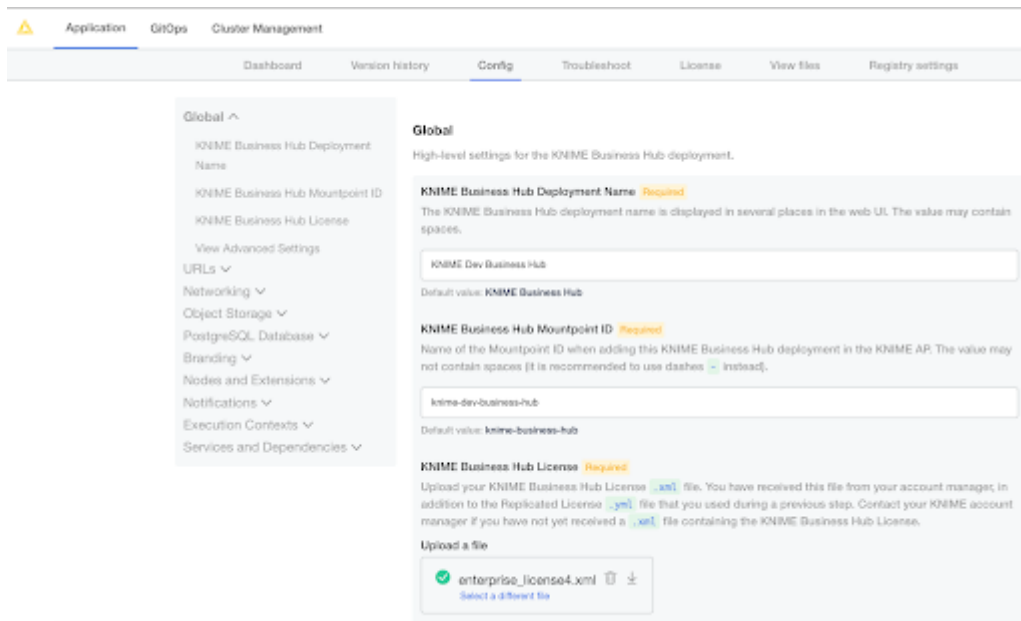 Application GitOps Cluster Management
Dashboard Version history Config Troubleshoot License View files Registry settings
Global
KNIME Business Hub Deployment
Name
KNIME Business Hub Mountpoint ID
KNIME Business Hub License
View Advanced Settings
URLs
Networking
Object Storage
PostgreSQL Database
Branding
Nodes and Extensions
Notifications
Execution Contexts
Services and Dependencies
Global
High-level settings for the KNIME Business Hub deployment.
KNIME Business Hub Deployment Name Required
The KNIME Business Hub deployment name is displayed in several places in the web UI. The value may contain
spaces.
KNIME Dev Business Hub
Default value: KNIME Business Hub
KNIME Business Hub Mountpoint ID Required
Name of the Mountpoint ID when adding this KNIME Business Hub deployment in the KNIME AP. The value may
not contain spaces (it is recommended to use dashes - instead).
knime-dev-business-hub
Default value: knime-business-hub
KNIME Business Hub License Required
Upload your KNIME Business Hub License .xml file. You have received this file from your account manager, in
addition to the Replicated License .yml file that you used during a previous step. Contact your KNIME account
manager if you have not yet received a .xml file containing the KNIME Business Hub License.
Upload a file
enterprise_license4.xml
Select a different file